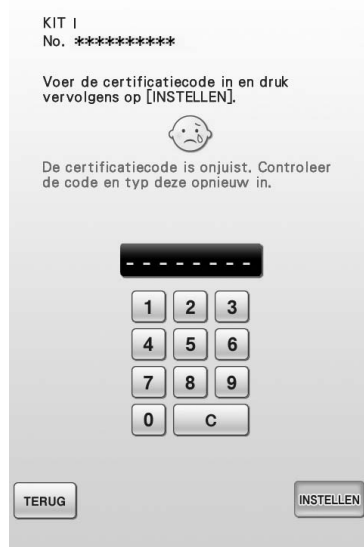 KIT I
No. **********
Voer de certificatiecode in en druk
vervolgens op [INSTELLEN].
De certificatiecode is onjuist. Controleer
de code en typ deze opnieuw in.
- - - - - - - -
1 2 3
4 5 6
7 8 9
0 C
TERUG INSTELLEN